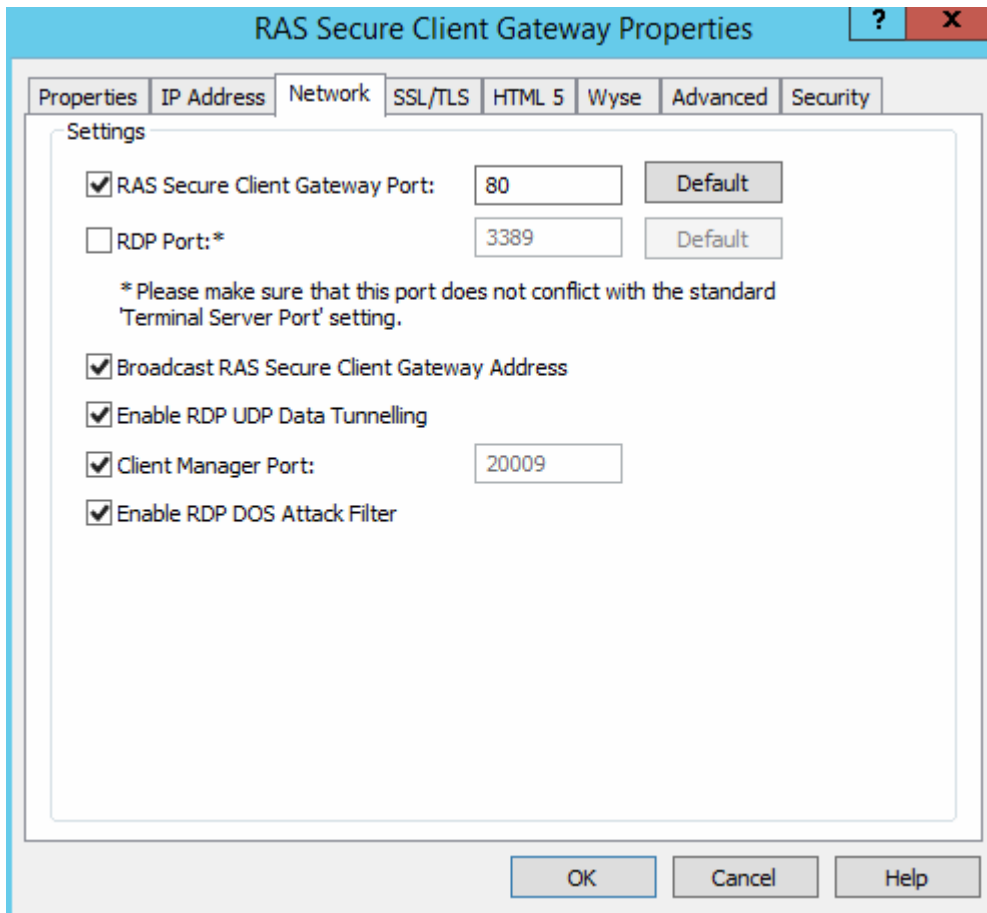 RAS Secure Client Gateway Properties
? x
Properties IP Address Network SSL/TLS HTML 5 Wyse Advanced Security
Settings
RAS Secure Client Gateway Port: 80 Default
RDP Port:* 3389 Default
* Please make sure that this port does not conflict with the standard
'Terminal Server Port' setting.
Broadcast RAS Secure Client Gateway Address
Enable RDP UDP Data Tunnelling
Client Manager Port: 20009
Enable RDP DOS Attack Filter
OK Cancel Help